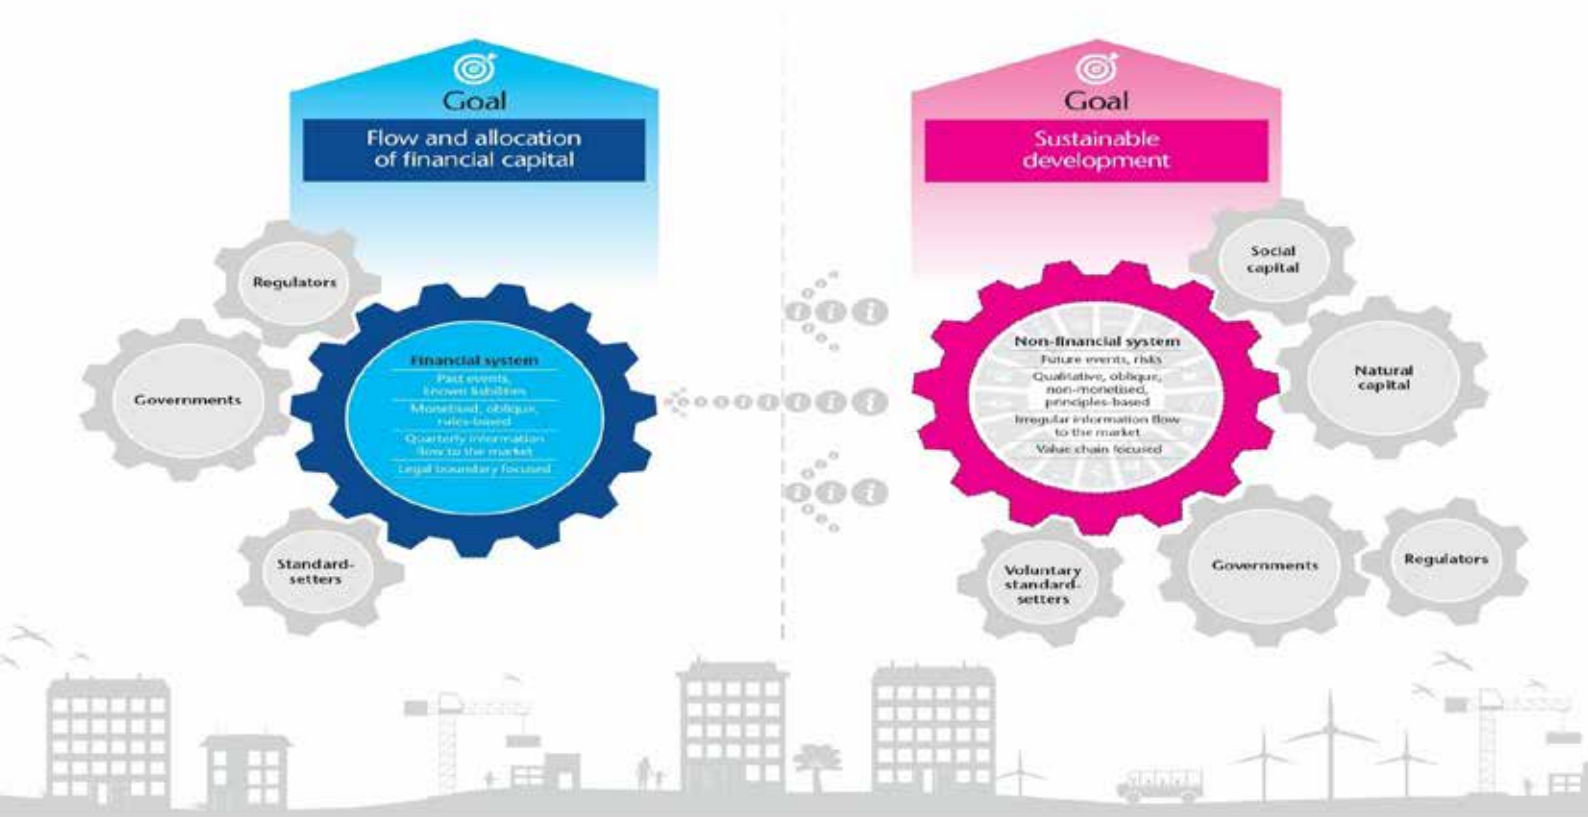 Goal
Flow and allocation
of financial capital
Regulators
Governments
Standard-
setters
Financial system
Past events,
known liabilities
Monetised, oblique,
rules-based
Quarterly information
flow to the market
Legal boundary focused
i i i
i i i
i i i
Goal
Sustainable
development
Social
capital
Natural
capital
Non-financial system
Future events, risks
Qualitative, oblique,
non-monetised,
principles-based
Irregular information flow
to the market
Value chain focused
Voluntary
standard-
setters
Governments
Regulators